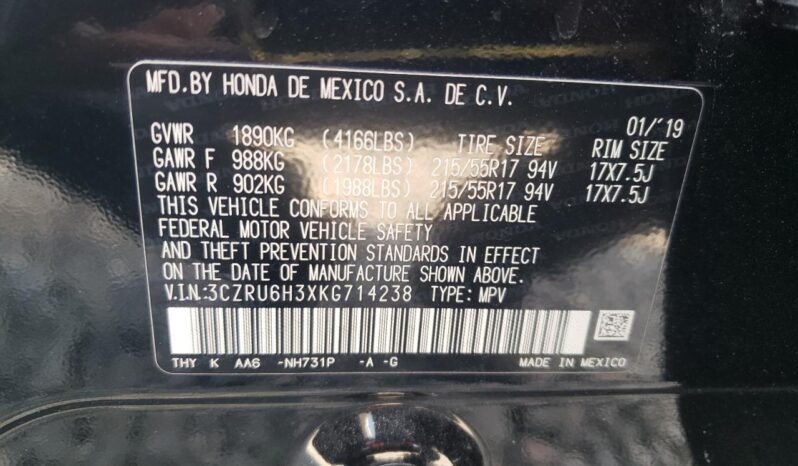 MFD.BY HONDA DE MEXICO S.A. DE C.V.
01/'19
GVWR 1890KG (4166LBS) TIRE SIZE RIM SIZE
GAWR F 988KG (2178LBS) 215/55R17 94V 17X7.5J
GAWR R 902KG (1988LBS) 215/55R17 94V 17X7.5J
THIS VEHICLE CONFORMS TO ALL APPLICABLE
FEDERAL MOTOR VEHICLE SAFETY
AND THEFT PREVENTION STANDARDS IN EFFECT
ON THE DATE OF MANUFACTURE SHOWN ABOVE.
V.I.N.:3CZRU6H3XKG714238 TYPE: MPV
THY K AA6 -NH731P -A -G MADE IN MEXICO